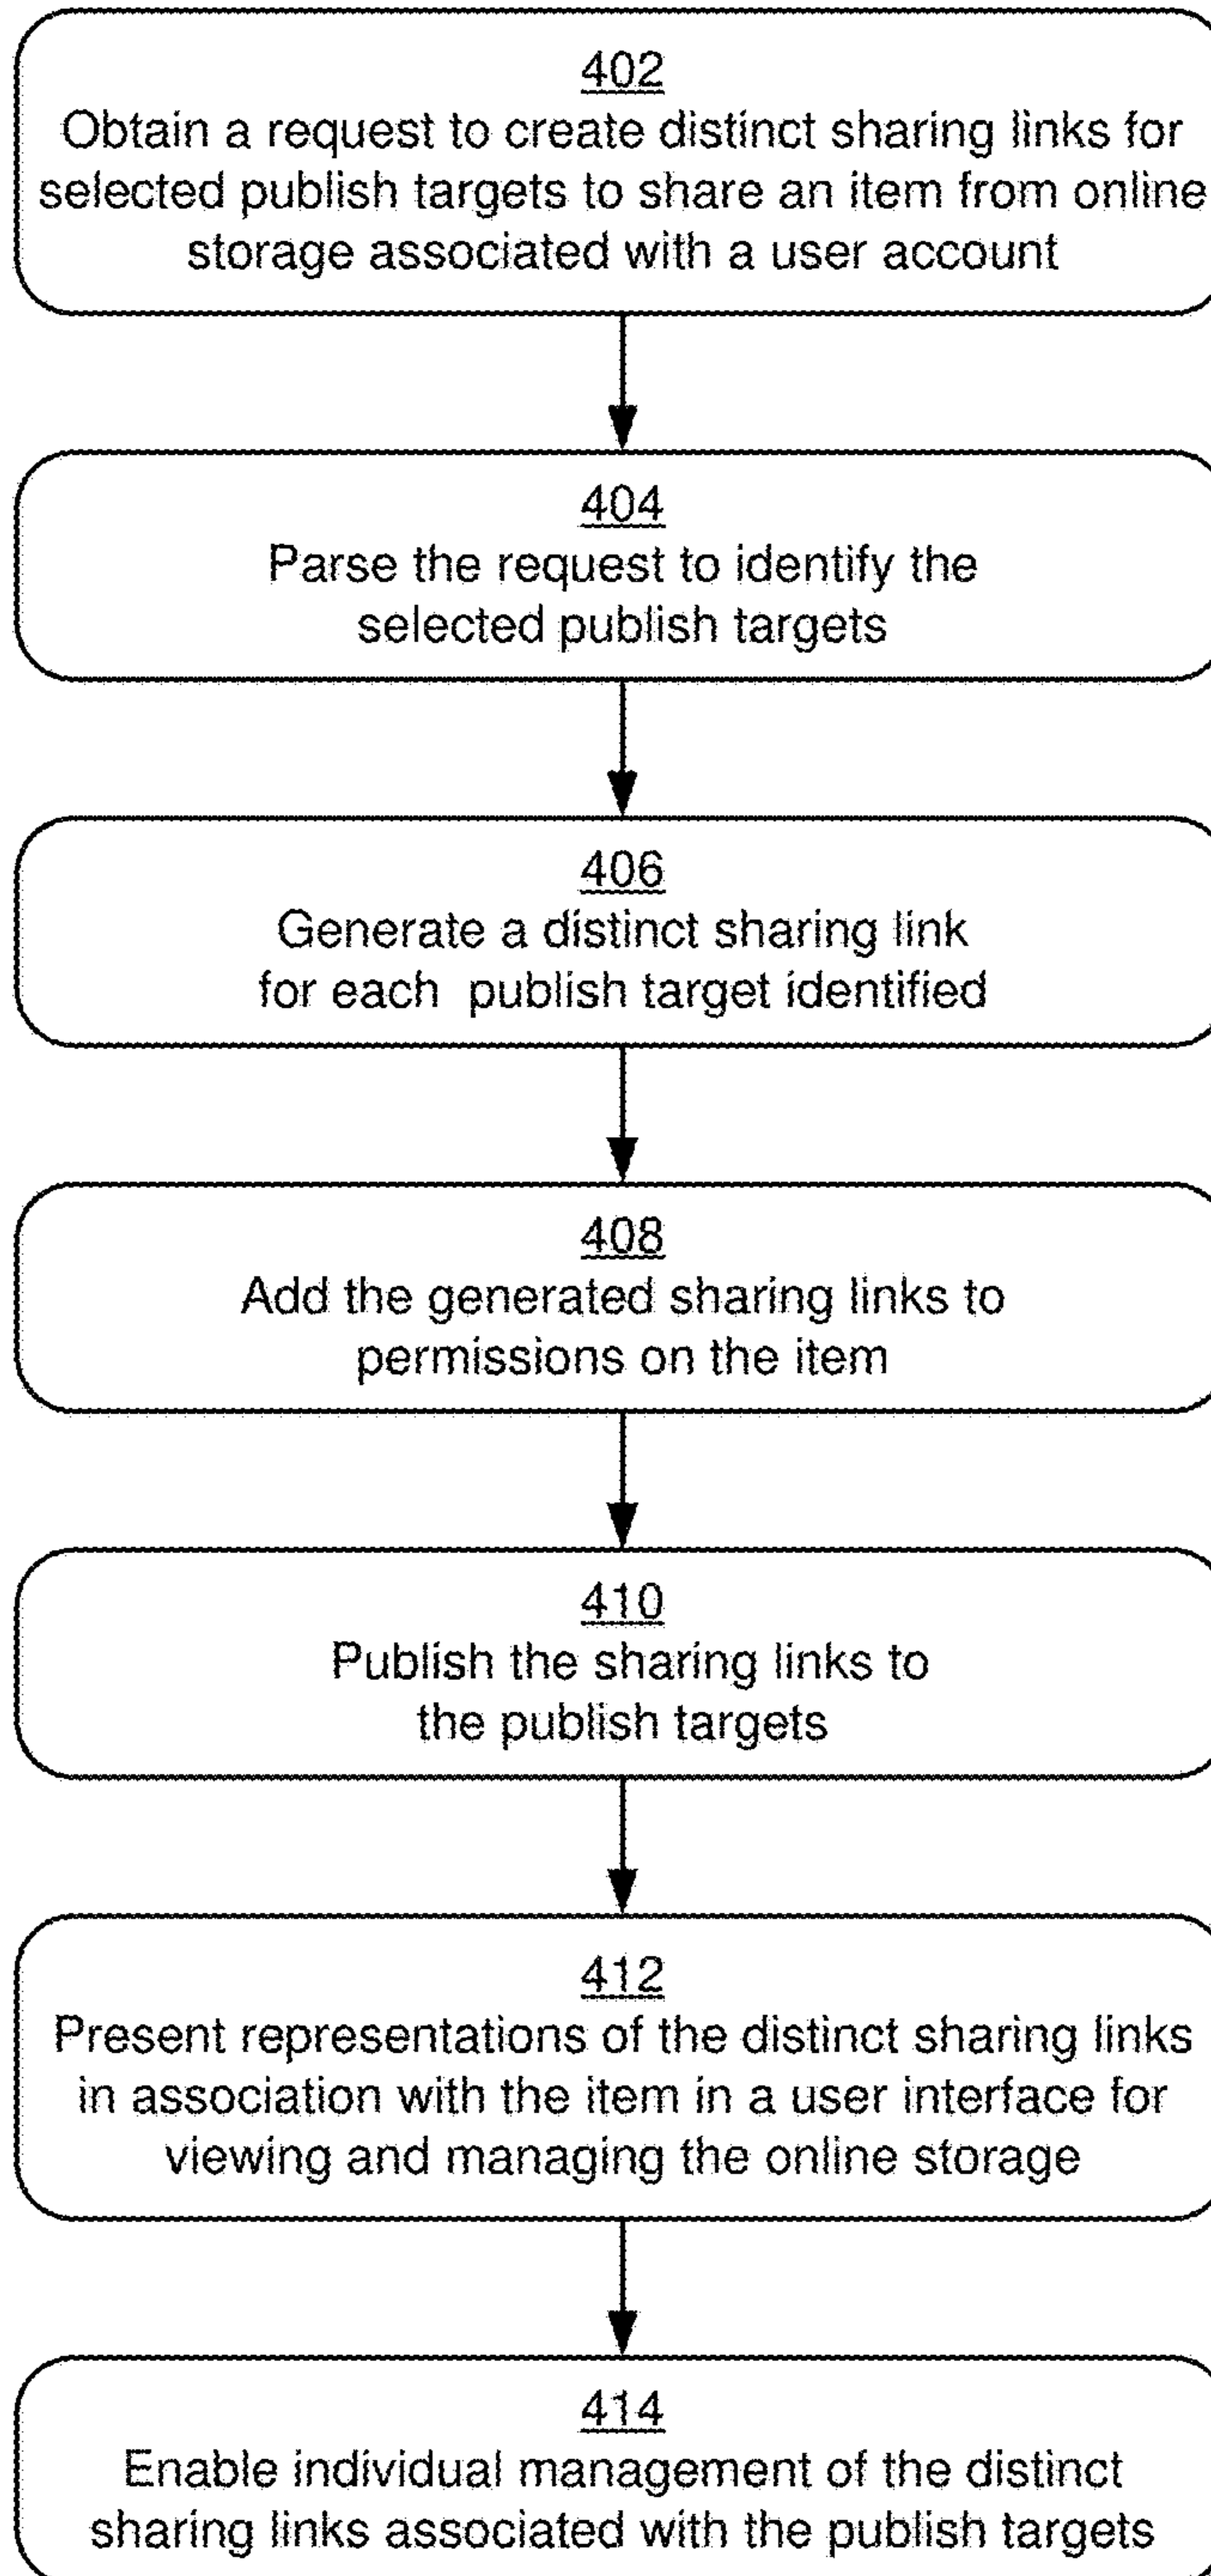 402
Obtain a request to create distinct sharing links for
selected publish targets to share an item from online
storage associated with a user account
404
Parse the request to identify the
selected publish targets
406
Generate a distinct sharing link
for each publish target identified
408
Add the generated sharing links to
permissions on the item
410
Publish the sharing links to
the publish targets
412
Present representations of the distinct sharing links
in association with the item in a user interface for
viewing and managing the online storage
414
Enable individual management of the distinct
sharing links associated with the publish targets